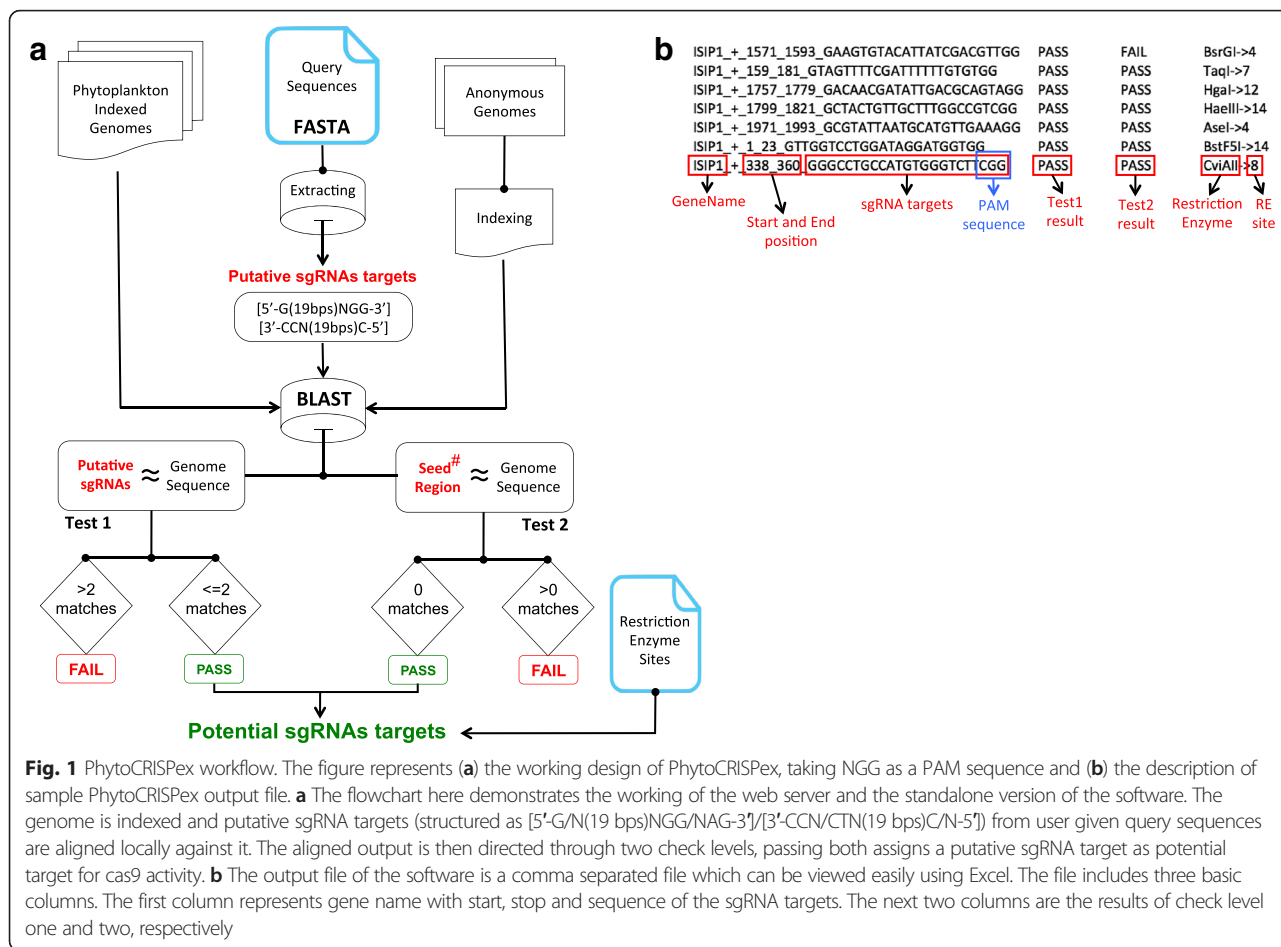 a
Phytoplankton
Indexed
Genomes
Query
Sequences
FASTA
Anonymous
Genomes
Extracting
Indexing
Putative sgRNAs targets
[5′-G(19bps)NGG-3′]
[3′-CCN(19bps)C-5′]
BLAST
Putative
sgRNAs
≈
Genome
Sequence
Test 1
Seed#
Region
≈
Genome
Sequence
Test 2
>2
matches
<=2
matches
0
matches
>0
matches
FAIL
PASS
PASS
FAIL
Restriction
Enzyme
Sites
Potential sgRNAs targets
b
ISIP1_+_1571_1593_GAAGTGTACATTATCGACGTTGG PASS FAIL BsrGI->4
ISIP1_+_159_181_GTAGTTTTCGATTTTTTGTGTGG PASS PASS TaqI->7
ISIP1_+_1757_1779_GACAACGATATTGACGCAGTAGG PASS PASS HgaI->12
ISIP1_+_1799_1821_GCTACTGTTGCTTTGGCCGTCGG PASS PASS HaeIII->14
ISIP1_+_1971_1993_GCGTATTAATGCATGTTGAAAGG PASS PASS AseI->4
ISIP1_+_1_23_GTTGGTCCTGGATAGGATGGTGG PASS PASS BstF5I->14
ISIP1_+_338_360_GGGCCTGCCATGTGGGTCTTCGG PASS PASS CviAII->8
GeneName
Start and End
position
sgRNA targets
PAM
sequence
Test1
result
Test2
result
Restriction
Enzyme
RE
site
Fig. 1 PhytoCRISPex workflow. The figure represents (a) the working design of PhytoCRISPex, taking NGG as a PAM sequence and (b) the description of
sample PhytoCRISPex output file. a The flowchart here demonstrates the working of the web server and the standalone version of the software. The
genome is indexed and putative sgRNA targets (structured as [5′-G/N(19 bps)NGG/NAG-3′]/[3′-CCN/CTN(19 bps)C/N-5′]) from user given query sequences
are aligned locally against it. The aligned output is then directed through two check levels, passing both assigns a putative sgRNA target as potential
target for cas9 activity. b The output file of the software is a comma separated file which can be viewed easily using Excel. The file includes three basic
columns. The first column represents gene name with start, stop and sequence of the sgRNA targets. The next two columns are the results of check level
one and two, respectively